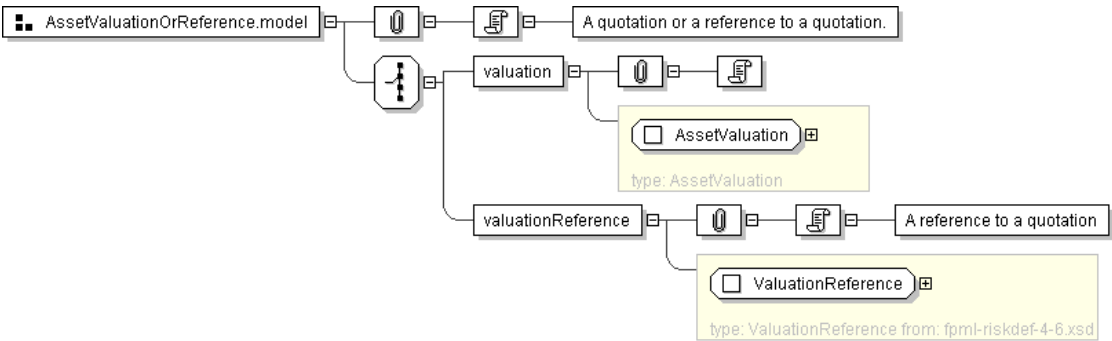 AssetValuationOrReference.model
A quotation or a reference to a quotation.
valuation
AssetValuation
type: AssetValuation
valuationReference
A reference to a quotation
ValuationReference
type: ValuationReference from: fpml-riskdef-4-6.xsd